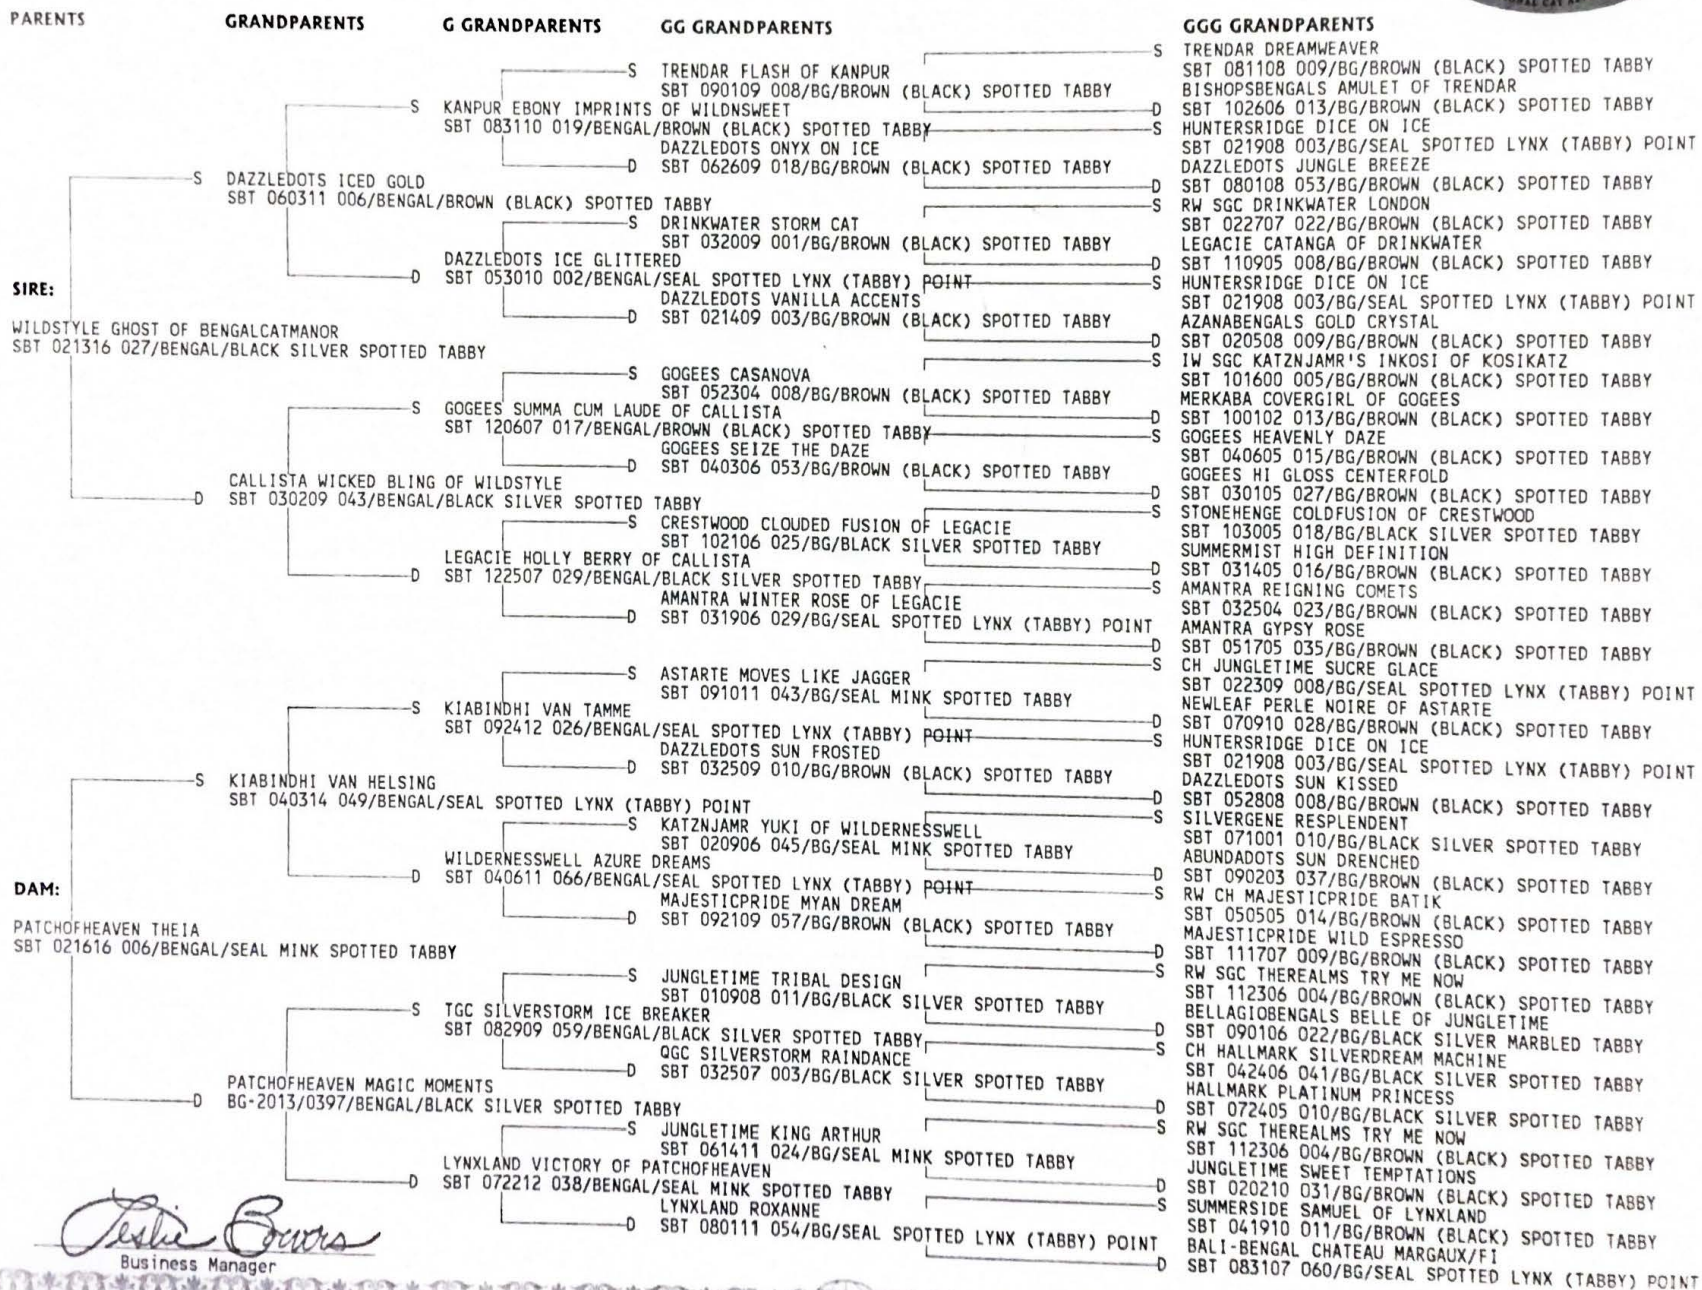 PARENTS
GRANDPARENTS
G GRANDPARENTS
GG GRANDPARENTS
GGG GRANDPARENTS
SIRE:
WILDSTYLE GHOST OF BENGALCATMANOR
SBT 021316 027/BENGAL/BLACK SILVER SPOTTED TABBY
DAM:
PATCHOFHEAVEN THEIA
SBT 021616 006/BENGAL/SEAL MINK SPOTTED TABBY
S DAZZLEDOTS ICED GOLD
SBT 060311 006/BENGAL/BROWN (BLACK) SPOTTED TABBY
CALLISTA WICKED BLING OF WILDSTYLE
D SBT 030209 043/BENGAL/BLACK SILVER SPOTTED TABBY
S KIABINDHI VAN HELSING
SBT 040314 049/BENGAL/SEAL SPOTTED LYNX (TABBY) POINT
PATCHOFHEAVEN MAGIC MOMENTS
D BG-2013/0397/BENGAL/BLACK SILVER SPOTTED TABBY
S KANPUR EBONY IMPRINTS OF WILDNSWEET
SBT 083110 019/BENGAL/BROWN (BLACK) SPOTTED TABBY
DAZZLEDOTS ICE GLITTERED
D SBT 053010 002/BENGAL/SEAL SPOTTED LYNX (TABBY) POINT
S GOGEES SUMMA CUM LAUDE OF CALLISTA
SBT 120607 017/BENGAL/BROWN (BLACK) SPOTTED TABBY
LEGACIE HOLLY BERRY OF CALLISTA
D SBT 122507 029/BENGAL/BLACK SILVER SPOTTED TABBY
S KIABINDHI VAN TAMME
SBT 092412 026/BENGAL/SEAL SPOTTED LYNX (TABBY) POINT
WILDERNESSWELL AZURE DREAMS
D SBT 040611 066/BENGAL/SEAL SPOTTED LYNX (TABBY) POINT
S TGC SILVERSTORM ICE BREAKER
SBT 082909 059/BENGAL/BLACK SILVER SPOTTED TABBY
LYNXLAND VICTORY OF PATCHOFHEAVEN
D SBT 072212 038/BENGAL/SEAL MINK SPOTTED TABBY
S TRENDAR FLASH OF KANPUR
SBT 090109 008/BG/BROWN (BLACK) SPOTTED TABBY
DAZZLEDOTS ONYX ON ICE
D SBT 062609 018/BG/BROWN (BLACK) SPOTTED TABBY
S DRINKWATER STORM CAT
SBT 032009 001/BG/BROWN (BLACK) SPOTTED TABBY
DAZZLEDOTS VANILLA ACCENTS
D SBT 021409 003/BG/BROWN (BLACK) SPOTTED TABBY
S GOGEES CASANOVA
SBT 052304 008/BG/BROWN (BLACK) SPOTTED TABBY
GOGEES SEIZE THE DAZE
D SBT 040306 053/BG/BROWN (BLACK) SPOTTED TABBY
S CRESTWOOD CLOUDED FUSION OF LEGACIE
SBT 102106 025/BG/BLACK SILVER SPOTTED TABBY
AMANTRA WINTER ROSE OF LEGACIE
D SBT 031906 029/BG/SEAL SPOTTED LYNX (TABBY) POINT
S ASTARTE MOVES LIKE JAGGER
SBT 091011 043/BG/SEAL MINK SPOTTED TABBY
DAZZLEDOTS SUN FROSTED
D SBT 032509 010/BG/BROWN (BLACK) SPOTTED TABBY
S KATZNJAMR YUKI OF WILDERNESSWELL
SBT 020906 045/BG/SEAL MINK SPOTTED TABBY
MAJESTICPRIDE MYAN DREAM
D SBT 092109 057/BG/BROWN (BLACK) SPOTTED TABBY
S JUNGLETIME TRIBAL DESIGN
SBT 010908 011/BG/BLACK SILVER SPOTTED TABBY
QGC SILVERSTORM RAINDANCE
D SBT 032507 003/BG/BLACK SILVER SPOTTED TABBY
S JUNGLETIME KING ARTHUR
SBT 061411 024/BG/SEAL MINK SPOTTED TABBY
LYNXLAND ROXANNE
D SBT 080111 054/BG/SEAL SPOTTED LYNX (TABBY) POINT
S TRENDAR DREAMWEAVER
SBT 081108 009/BG/BROWN (BLACK) SPOTTED TABBY
BISHOPSBENGALS AMULET OF TRENDAR
D SBT 102606 013/BG/BROWN (BLACK) SPOTTED TABBY
S HUNTERSRIDGE DICE ON ICE
SBT 021908 003/BG/SEAL SPOTTED LYNX (TABBY) POINT
DAZZLEDOTS JUNGLE BREEZE
D SBT 080108 053/BG/BROWN (BLACK) SPOTTED TABBY
S RW SGC DRINKWATER LONDON
SBT 022707 022/BG/BROWN (BLACK) SPOTTED TABBY
LEGACIE CATANGA OF DRINKWATER
D SBT 110905 008/BG/BROWN (BLACK) SPOTTED TABBY
S HUNTERSRIDGE DICE ON ICE
SBT 021908 003/BG/SEAL SPOTTED LYNX (TABBY) POINT
AZANABENGALS GOLD CRYSTAL
D SBT 020508 009/BG/BROWN (BLACK) SPOTTED TABBY
S IW SGC KATZNJAMR'S INKOSI OF KOSIKATZ
SBT 101600 005/BG/BROWN (BLACK) SPOTTED TABBY
MERKABA COVERGIRL OF GOGEES
D SBT 100102 013/BG/BROWN (BLACK) SPOTTED TABBY
S GOGEES HEAVENLY DAZE
SBT 040605 015/BG/BROWN (BLACK) SPOTTED TABBY
GOGEES HI GLOSS CENTERFOLD
D SBT 030105 027/BG/BROWN (BLACK) SPOTTED TABBY
S STONEHENGE COLDFUSION OF CRESTWOOD
SBT 103005 018/BG/BLACK SILVER SPOTTED TABBY
SUMMERMIST HIGH DEFINITION
D SBT 031405 016/BG/BROWN (BLACK) SPOTTED TABBY
S AMANTRA REIGNING COMETS
SBT 032504 023/BG/BROWN (BLACK) SPOTTED TABBY
AMANTRA GYPSY ROSE
D SBT 051705 035/BG/BROWN (BLACK) SPOTTED TABBY
S CH JUNGLETIME SUCRE GLACE
SBT 022309 008/BG/SEAL SPOTTED LYNX (TABBY) POINT
NEWLEAF PERLE NOIRE OF ASTARTE
D SBT 070910 028/BG/BROWN (BLACK) SPOTTED TABBY
S HUNTERSRIDGE DICE ON ICE
SBT 021908 003/BG/SEAL SPOTTED LYNX (TABBY) POINT
DAZZLEDOTS SUN KISSED
D SBT 052808 008/BG/BROWN (BLACK) SPOTTED TABBY
S SILVERGENE RESPLENDENT
SBT 071001 010/BG/BLACK SILVER SPOTTED TABBY
ABUNDADOTS SUN DRENCHED
D SBT 090203 037/BG/BROWN (BLACK) SPOTTED TABBY
S RW CH MAJESTICPRIDE BATIK
SBT 050505 014/BG/BROWN (BLACK) SPOTTED TABBY
MAJESTICPRIDE WILD ESPRESSO
D SBT 111707 009/BG/BROWN (BLACK) SPOTTED TABBY
S RW SGC THEREALMS TRY ME NOW
SBT 112306 004/BG/BROWN (BLACK) SPOTTED TABBY
BELLAGIOBENGALS BELLE OF JUNGLETIME
D SBT 090106 022/BG/BLACK SILVER MARBLED TABBY
S CH HALLMARK SILVERDREAM MACHINE
SBT 042406 041/BG/BLACK SILVER SPOTTED TABBY
HALLMARK PLATINUM PRINCESS
D SBT 072405 010/BG/BLACK SILVER SPOTTED TABBY
S RW SGC THEREALMS TRY ME NOW
SBT 112306 004/BG/BROWN (BLACK) SPOTTED TABBY
JUNGLETIME SWEET TEMPTATIONS
D SBT 020210 031/BG/BROWN (BLACK) SPOTTED TABBY
S SUMMERSIDE SAMUEL OF LYNXLAND
SBT 041910 011/BG/BROWN (BLACK) SPOTTED TABBY
BALI-BENGAL CHATEAU MARGAUX/FI
D SBT 083107 060/BG/SEAL SPOTTED LYNX (TABBY) POINT
Leslie Bowers
Business Manager